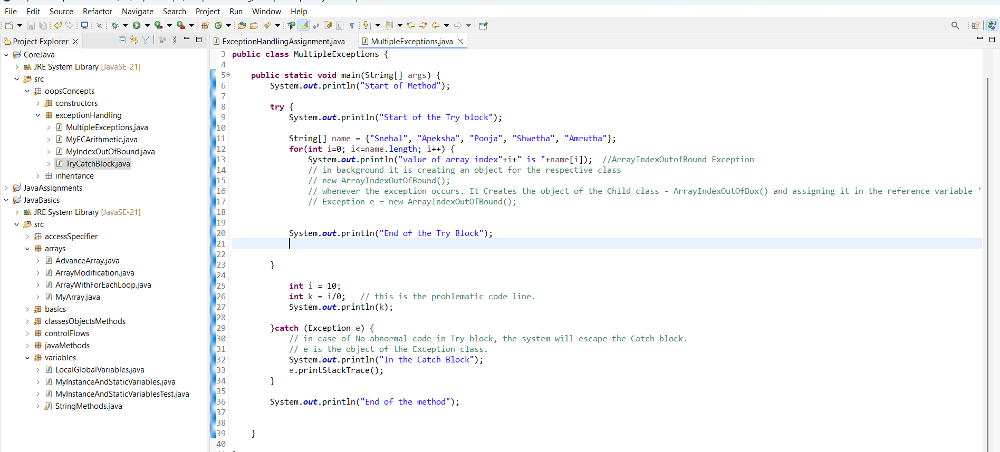 File Edit Source Refactor Navigate Search Project Run Window Help
Project Explorer
CoreJava
JRE System Library [JavaSE-21]
src
oopsConcepts
constructors
exceptionHandling
MultipleExceptions.java
MyECArithmetic.java
MyIndexOutOfBound.java
TryCatchBlock.java
inheritance
JavaAssignments
JavaBasics
JRE System Library [JavaSE-21]
src
accessSpecifier
arrays
AdvanceArray.java
ArrayModification.java
ArrayWithForEachLoop.java
MyArray.java
basics
classesObjectsMethods
controlFlows
javaMethods
variables
LocalGlobalVariables.java
MyInstanceAndStaticVariables.java
MyInstanceAndStaticVariablesTest.java
StringMethods.java
ExceptionHandlingAssignment.java MultipleExceptions.java
3 public class MultipleExceptions {
4
5 public static void main(String[] args) {
6 System.out.println("Start of Method");
7
8 try {
9 System.out.println("Start of the Try block");
10
11 String[] name = {"Snehal", "Apeksha", "Pooja", "Shwetha", "Amrutha"};
12 for(int i=0; i<=name.length; i++) {
13 System.out.println("value of array index"+i+" is "+name[i]); //ArrayIndexOutofBound Exception
14 // in background it is creating an object for the respective class
15 // new ArrayIndexOutOfBound();
16 // whenever the exception occurs. It Creates the object of the Child class - ArrayIndexOutOfBox() and assigning it in the reference variable '
17 // Exception e = new ArrayIndexOutOfBound();
18
19
20 System.out.println("End of the Try Block");
21
22
23 }
24
25 int i = 10;
26 int k = i/0; // this is the problematic code line.
27 System.out.println(k);
28
29 }catch (Exception e) {
30 // in case of No abnormal code in Try block, the system will escape the Catch block.
31 // e is the object of the Exception class.
32 System.out.println("In the Catch Block");
33 e.printStackTrace();
34 }
35
36 System.out.println("End of the method");
37
38
39 }
40